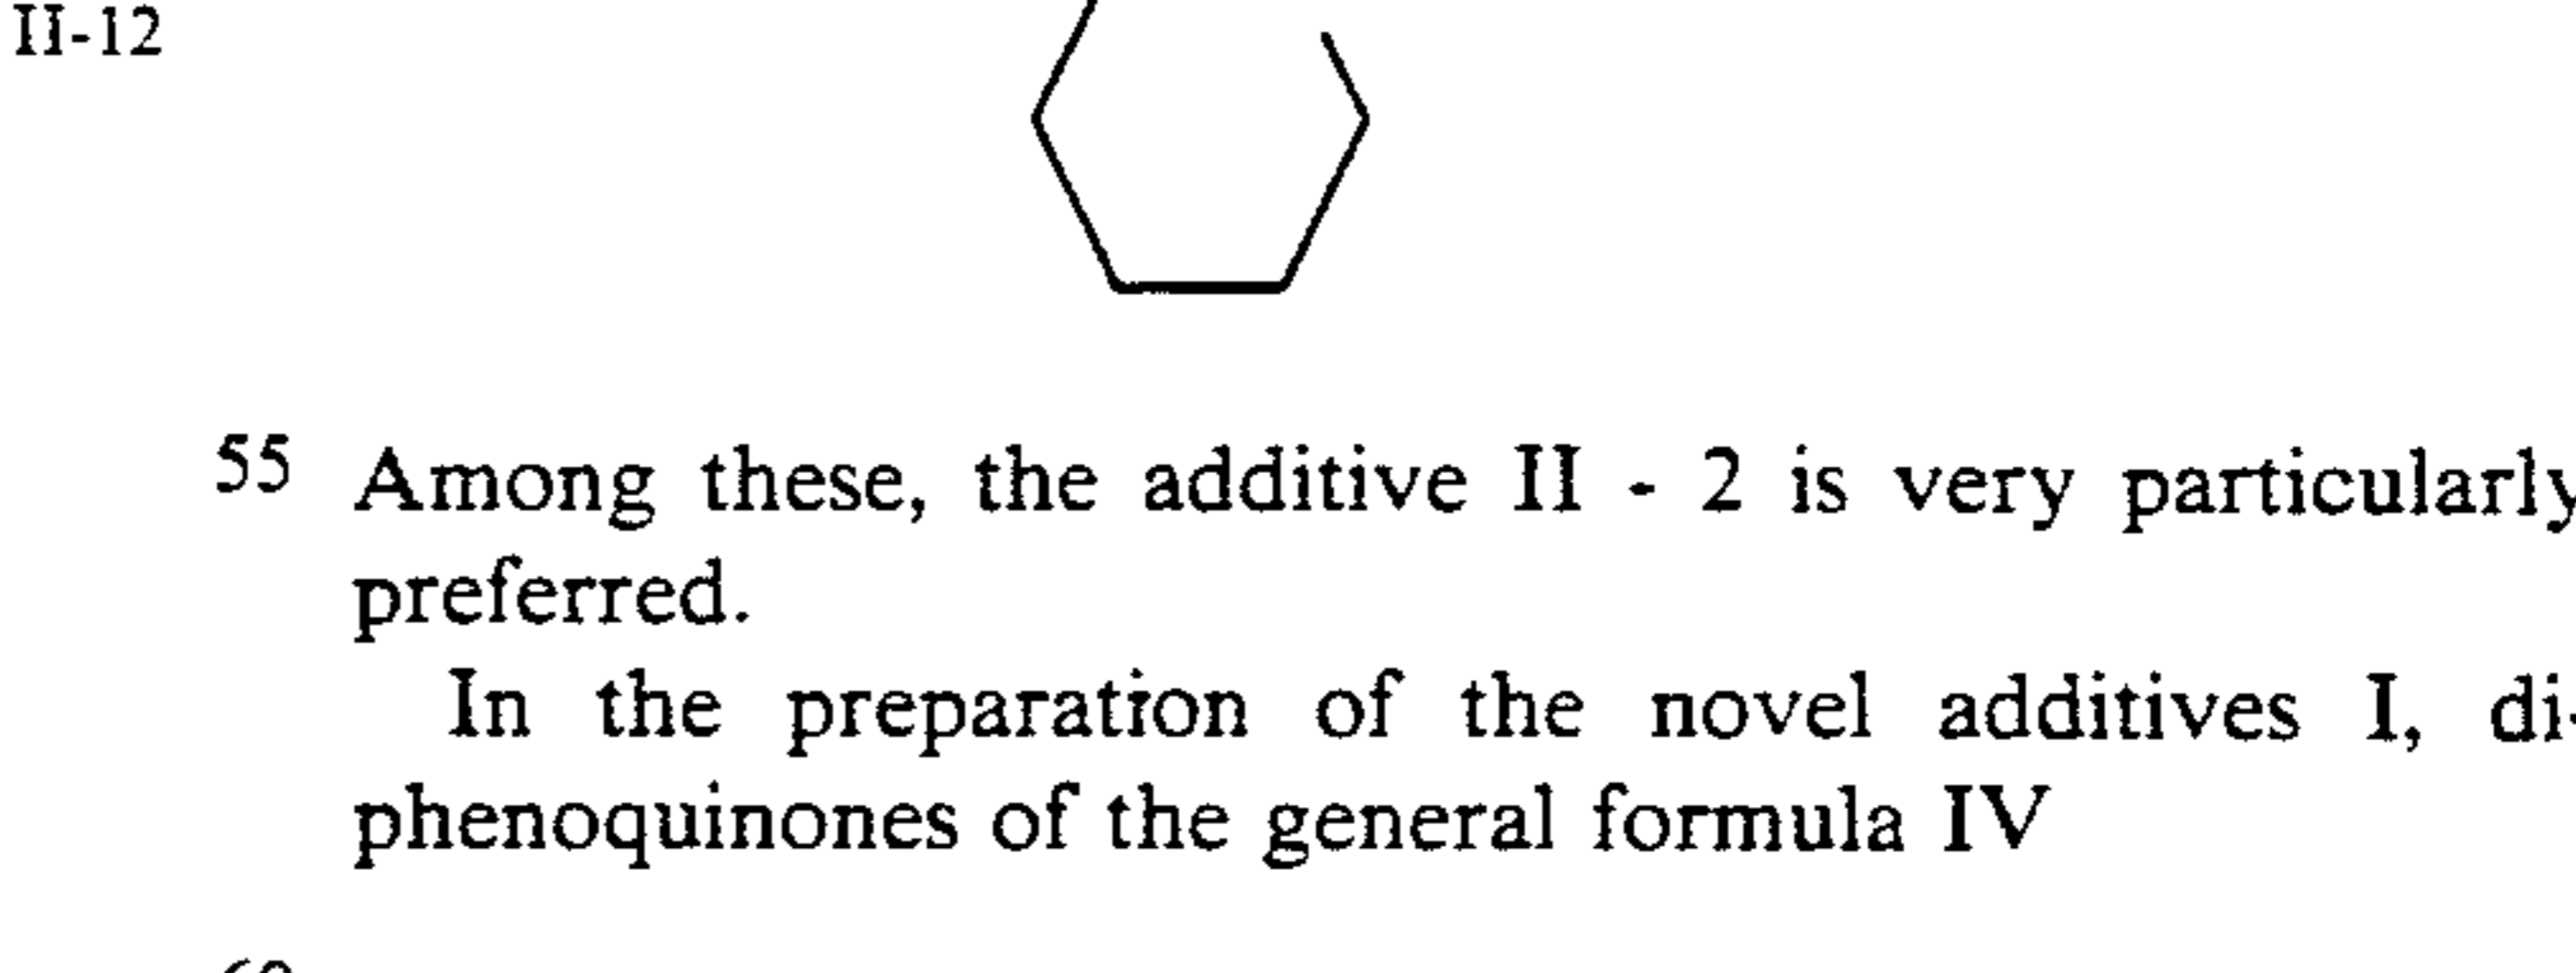 II-12
55 Among these, the additive II - 2 is very particularly
preferred.
In the preparation of the novel additives I, di-
phenoquinones of the general formula IV